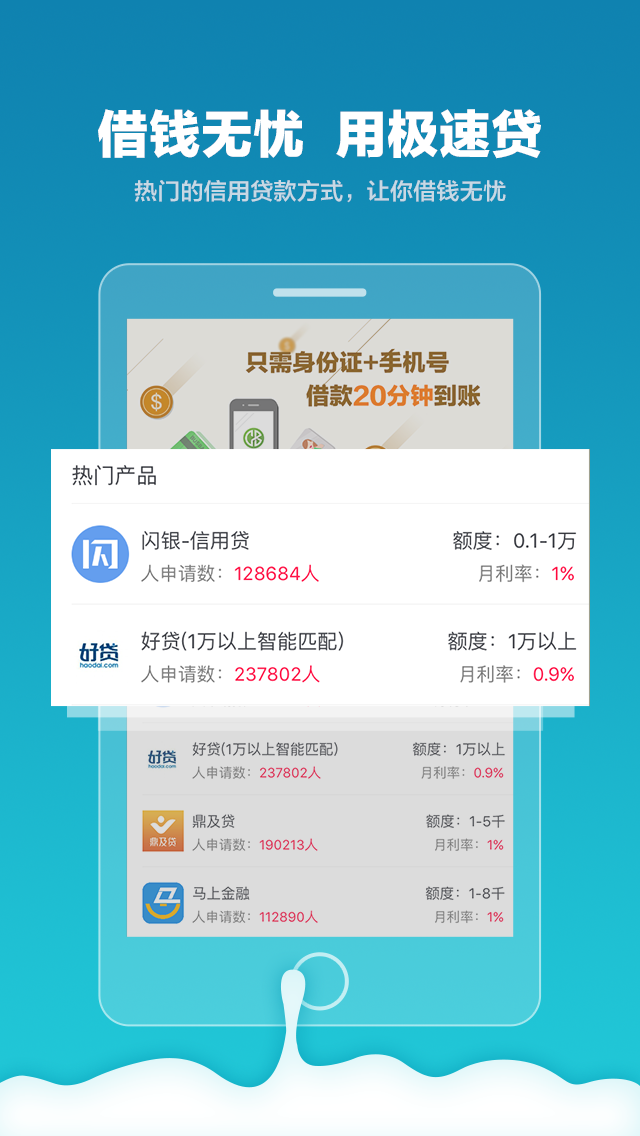 借钱无忧 用极速贷
热门的信用贷款方式，让你借钱无忧
只需身份证+手机号
借款20分钟到账
热门产品
闪 闪银-信用贷 额度：0.1-1万
人申请数：128684人 月利率：1%
好贷 好贷(1万以上智能匹配) 额度：1万以上
haodai.com 人申请数：237802人 月利率：0.9%
好贷 好贷(1万以上智能匹配) 额度：1万以上
haodai.com 人申请数：237802人 月利率：0.9%
鼎及贷 额度：1-5千
鼎及贷 人申请数：190213人 月利率：1%
马上金融 额度：1-8千
人申请数：112890人 月利率：1%